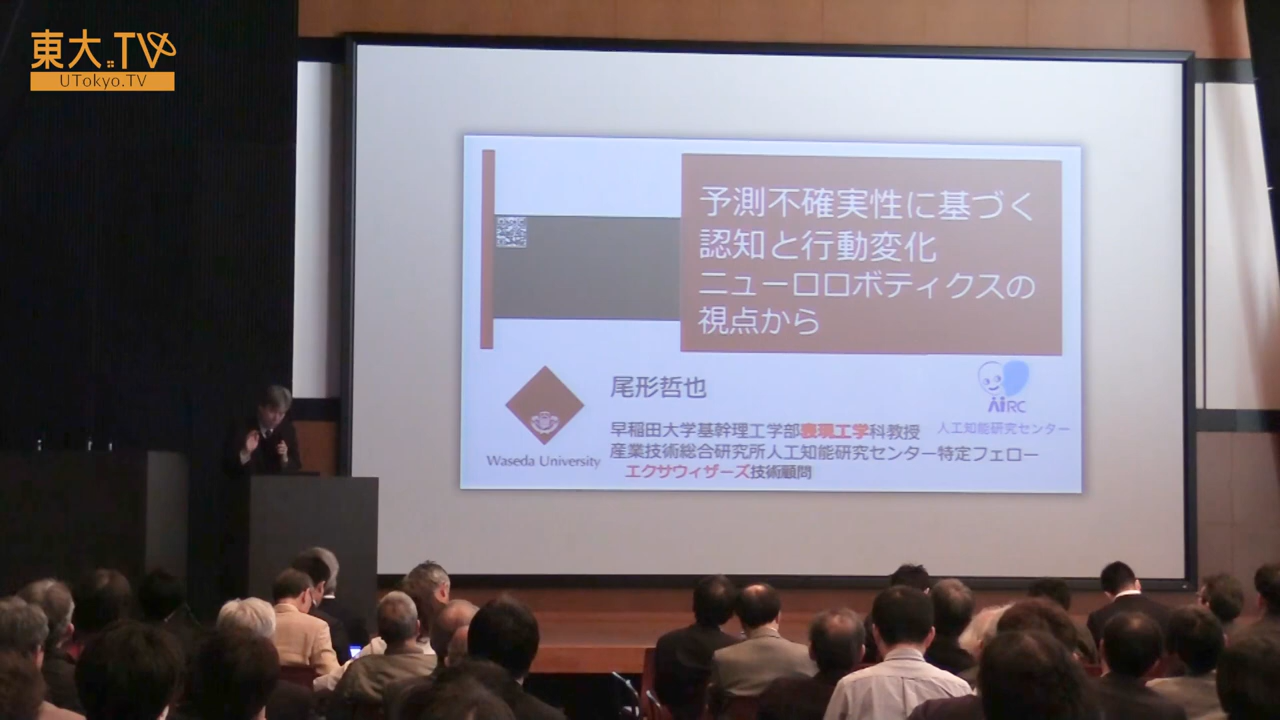 東大TV
UTokyo.TV
予測不確実性に基づく
認知と行動変化
ニューロロボティクスの
視点から
尾形哲也
早稲田大学基幹理工学部表現工学科教授
産業技術総合研究所人工知能研究センター特定フェロー
エクサウィザーズ技術顧問
Waseda University
AiRC
人工知能研究センター